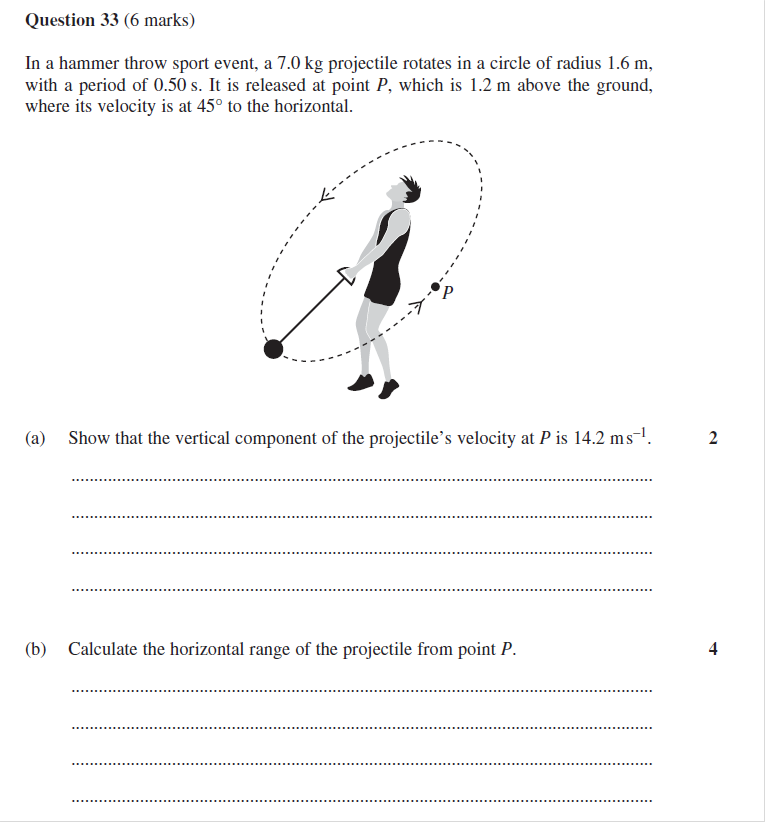 Question 33 (6 marks)
In a hammer throw sport event, a 7.0 kg projectile rotates in a circle of radius 1.6 m,
with a period of 0.50 s. It is released at point P, which is 1.2 m above the ground,
where its velocity is at 45° to the horizontal.
P
(a) Show that the vertical component of the projectile’s velocity at P is 14.2 m s⁻¹. 2
(b) Calculate the horizontal range of the projectile from point P. 4